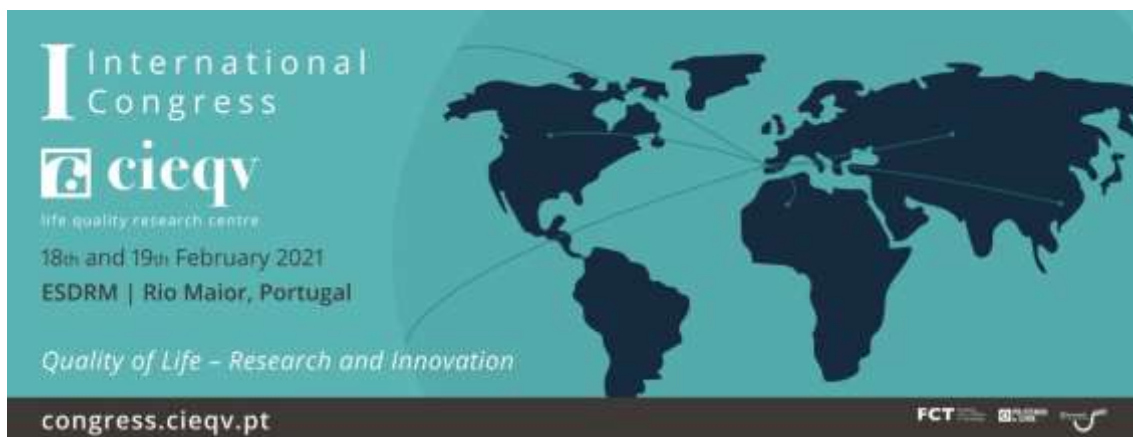 I International
Congress
cieqv
life quality research centre
18th and 19th February 2021
ESDRM | Rio Maior, Portugal
Quality of Life – Research and Innovation
congress.cieqv.pt
FCT